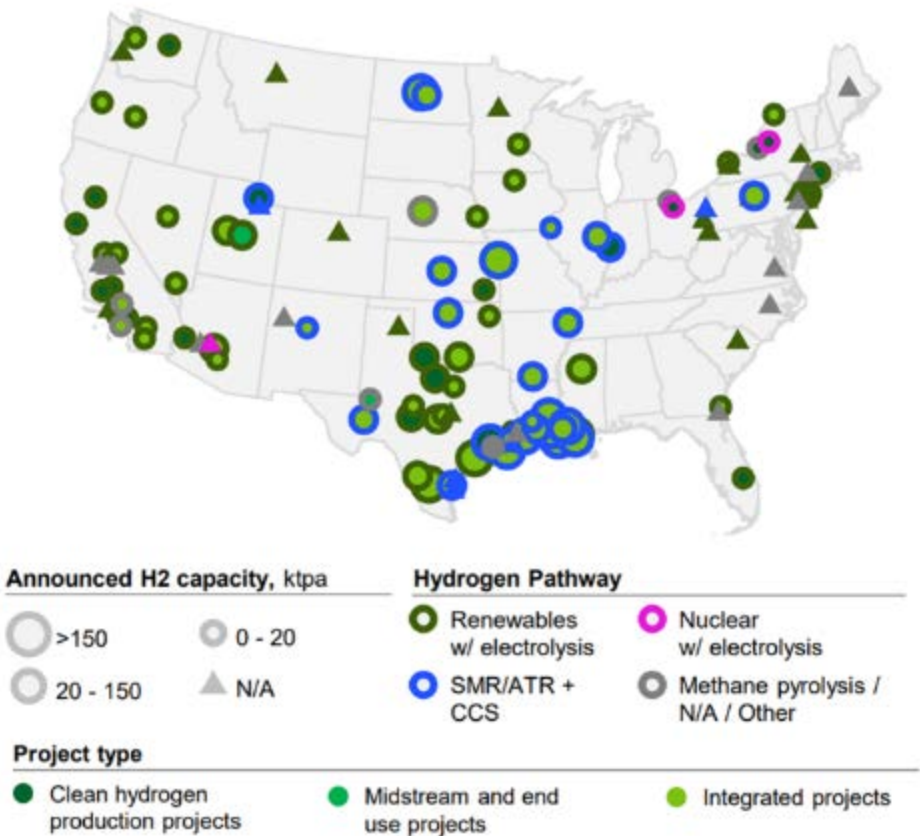 Announced H2 capacity, ktpa
>150
0 - 20
20 - 150
N/A
Hydrogen Pathway
Renewables
w/ electrolysis
Nuclear
w/ electrolysis
SMR/ATR +
CCS
Methane pyrolysis /
N/A / Other
Project type
Clean hydrogen
production projects
Midstream and end
use projects
Integrated projects